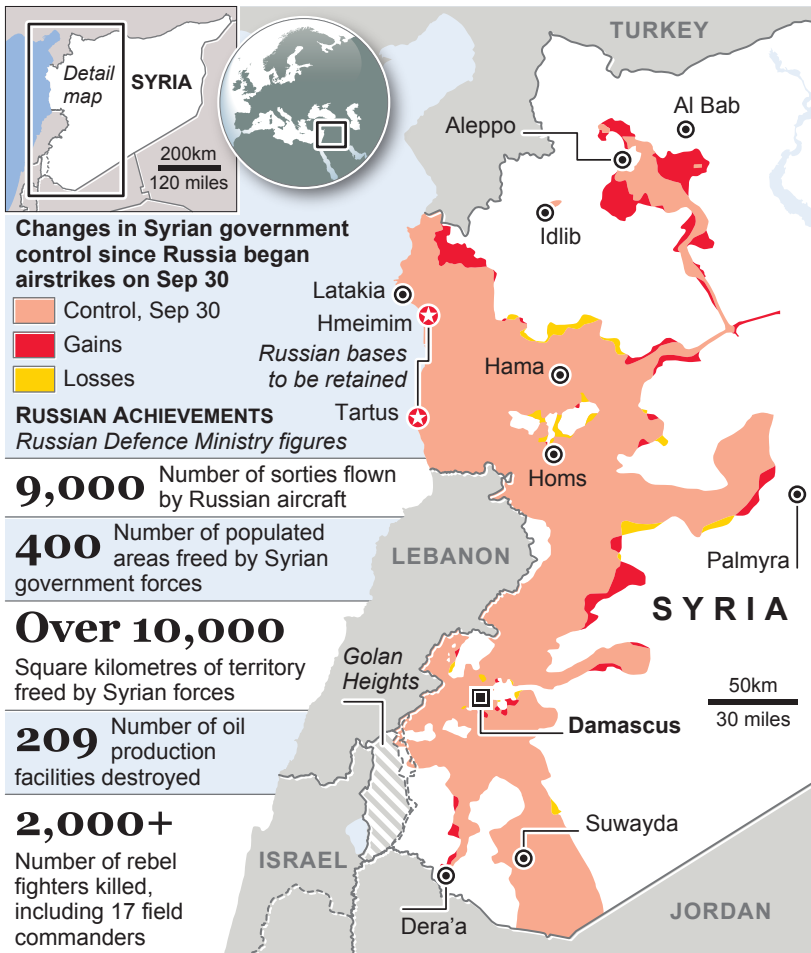 Detail
map
SYRIA
200km
120 miles
Changes in Syrian government
control since Russia began
airstrikes on Sep 30
Control, Sep 30
Gains
Losses
RUSSIAN ACHIEVEMENTS
Russian Defence Ministry figures
9,000 Number of sorties flown
by Russian aircraft
400 Number of populated
areas freed by Syrian
government forces
Over 10,000
Square kilometres of territory
freed by Syrian forces
209 Number of oil
production
facilities destroyed
2,000+
Number of rebel
fighters killed,
including 17 field
commanders
TURKEY
Al Bab
Aleppo
Idlib
Latakia
Hmeimim
Russian bases
to be retained
Tartus
Hama
Homs
Palmyra
LEBANON
SYRIA
Golan
Heights
50km
30 miles
Damascus
Suwayda
ISRAEL
Dera'a
JORDAN